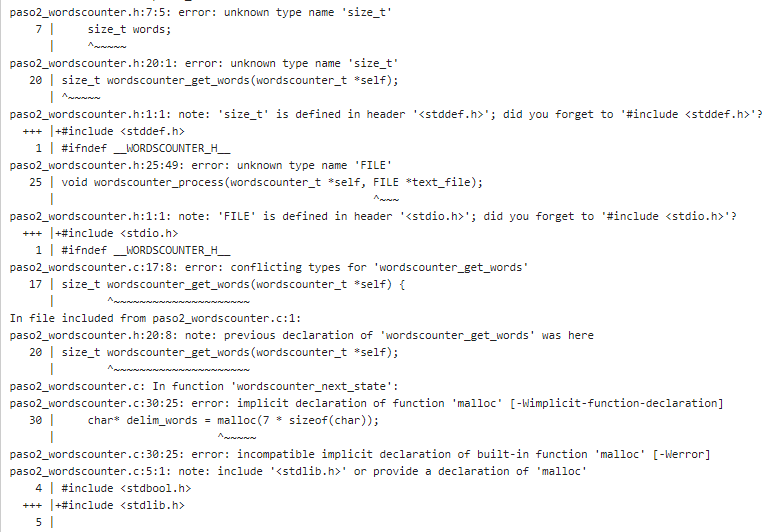 paso2_wordscounter.h:7:5: error: unknown type name 'size_t'
    7 |     size_t words;
      |     ^~~~~~
paso2_wordscounter.h:20:1: error: unknown type name 'size_t'
   20 | size_t wordscounter_get_words(wordscounter_t *self);
      | ^~~~~~
paso2_wordscounter.h:1:1: note: 'size_t' is defined in header '<stddef.h>'; did you forget to '#include <stddef.h>'?
  +++ |+#include <stddef.h>
    1 | #ifndef __WORDSCOUNTER_H__
paso2_wordscounter.h:25:49: error: unknown type name 'FILE'
   25 | void wordscounter_process(wordscounter_t *self, FILE *text_file);
      |                                                 ^~~~
paso2_wordscounter.h:1:1: note: 'FILE' is defined in header '<stdio.h>'; did you forget to '#include <stdio.h>'?
  +++ |+#include <stdio.h>
    1 | #ifndef __WORDSCOUNTER_H__
paso2_wordscounter.c:17:8: error: conflicting types for 'wordscounter_get_words'
   17 | size_t wordscounter_get_words(wordscounter_t *self) {
      |        ^~~~~~~~~~~~~~~~~~~~~~
In file included from paso2_wordscounter.c:1:
paso2_wordscounter.h:20:8: note: previous declaration of 'wordscounter_get_words' was here
   20 | size_t wordscounter_get_words(wordscounter_t *self);
      |        ^~~~~~~~~~~~~~~~~~~~~~
paso2_wordscounter.c: In function 'wordscounter_next_state':
paso2_wordscounter.c:30:25: error: implicit declaration of function 'malloc' [-Wimplicit-function-declaration]
   30 |     char* delim_words = malloc(7 * sizeof(char));
      |                         ^~~~~~
paso2_wordscounter.c:30:25: error: incompatible implicit declaration of built-in function 'malloc' [-Werror]
paso2_wordscounter.c:5:1: note: include '<stdlib.h>' or provide a declaration of 'malloc'
    4 | #include <stdbool.h>
  +++ |+#include <stdlib.h>
    5 |